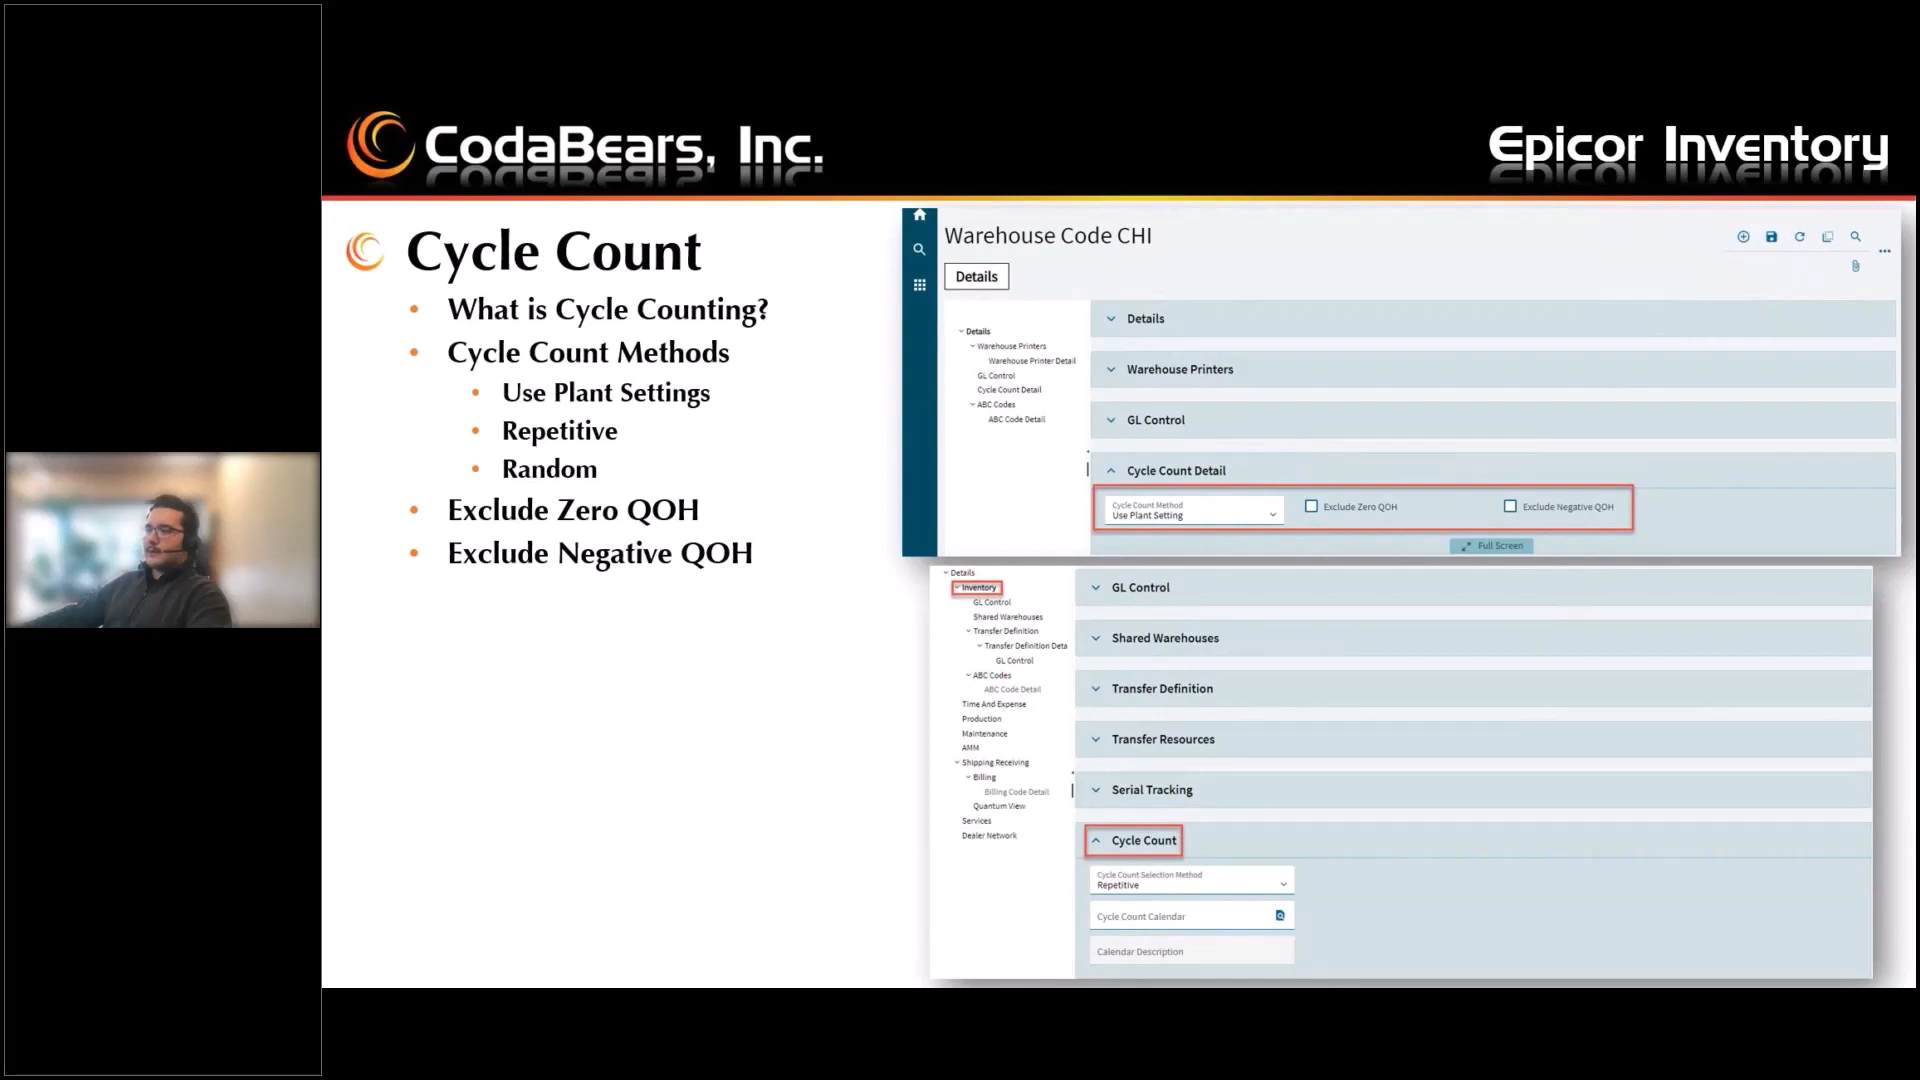 CodaBears, Inc.
Epicor Inventory
Cycle Count
• What is Cycle Counting?
• Cycle Count Methods
• Use Plant Settings
• Repetitive
• Random
• Exclude Zero QOH
• Exclude Negative QOH
Warehouse Code CHI
Details
Details
Warehouse Printers
Warehouse Printer Detail
GL Control
Cycle Count Detail
ABC Codes
ABC Code Detail
Details
Warehouse Printers
GL Control
Cycle Count Detail
Cycle Count Method
Use Plant Setting
Exclude Zero QOH
Exclude Negative QOH
Full Screen
Details
Inventory
GL Control
Shared Warehouses
Transfer Definition
Transfer Definition Deta
GL Control
ABC Codes
ABC Code Detail
Time And Expense
Production
Maintenance
AMM
Shipping Receiving
Billing
Billing Code Detail
Quantum View
Services
Dealer Network
GL Control
Shared Warehouses
Transfer Definition
Transfer Resources
Serial Tracking
Cycle Count
Cycle Count Selection Method
Repetitive
Cycle Count Calendar
Calendar Description